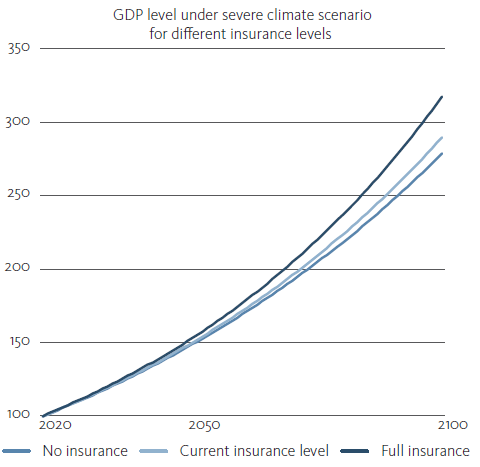 GDP level under severe climate scenario
for different insurance levels
350
300
250
200
150
100
2020 2050 2100
No insurance Current insurance level Full insurance